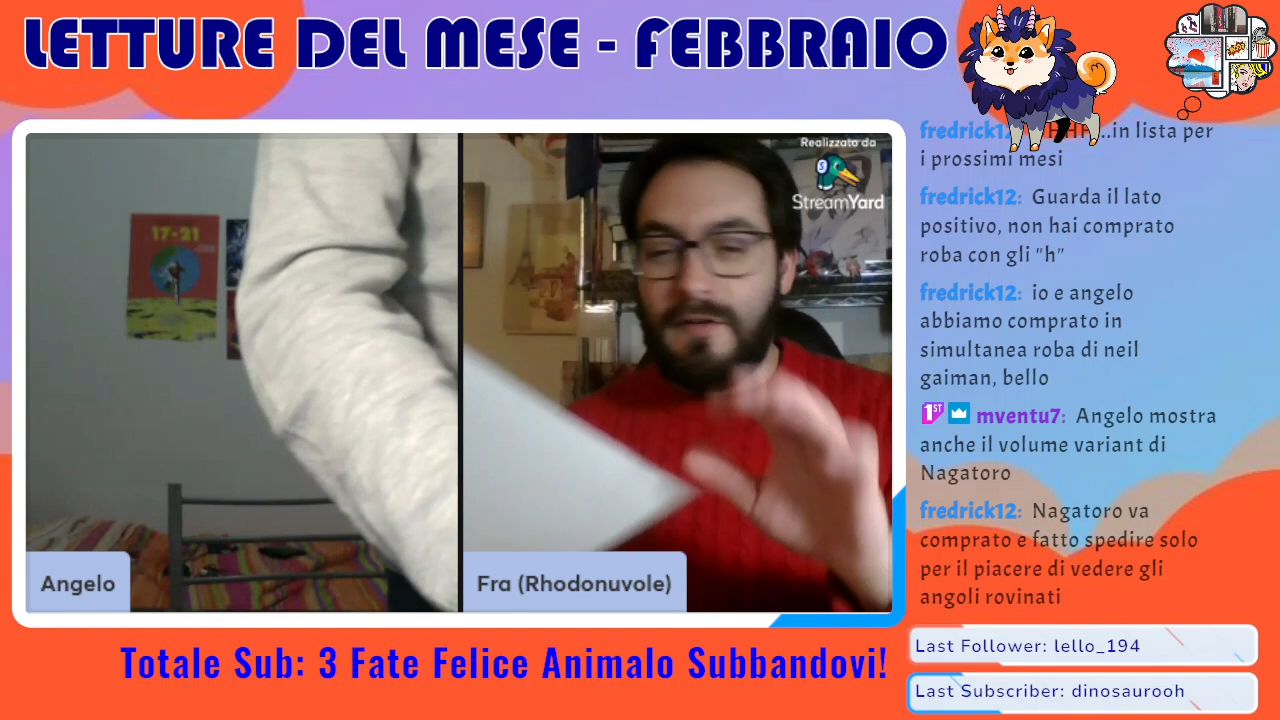 LETTURE DEL MESE - FEBBRAIO
Realizzato da
StreamYard
17-21
Angelo
Fra (Rhodonuvole)
...in lista per
i prossimi mesi
fredrick12: Guarda il lato
positivo, non hai comprato
roba con gli "h"
fredrick12: io e angelo
abbiamo comprato in
simultanea roba di neil
gaiman, bello
1ST mventu7: Angelo mostra
anche il volume variant di
Nagatoro
fredrick12: Nagatoro va
comprato e fatto spedire solo
per il piacere di vedere gli
angoli rovinati
Last Follower: lello_194
Last Subscriber: dinosaurooh
Totale Sub: 3 Fate Felice Animalo Subbandovi!